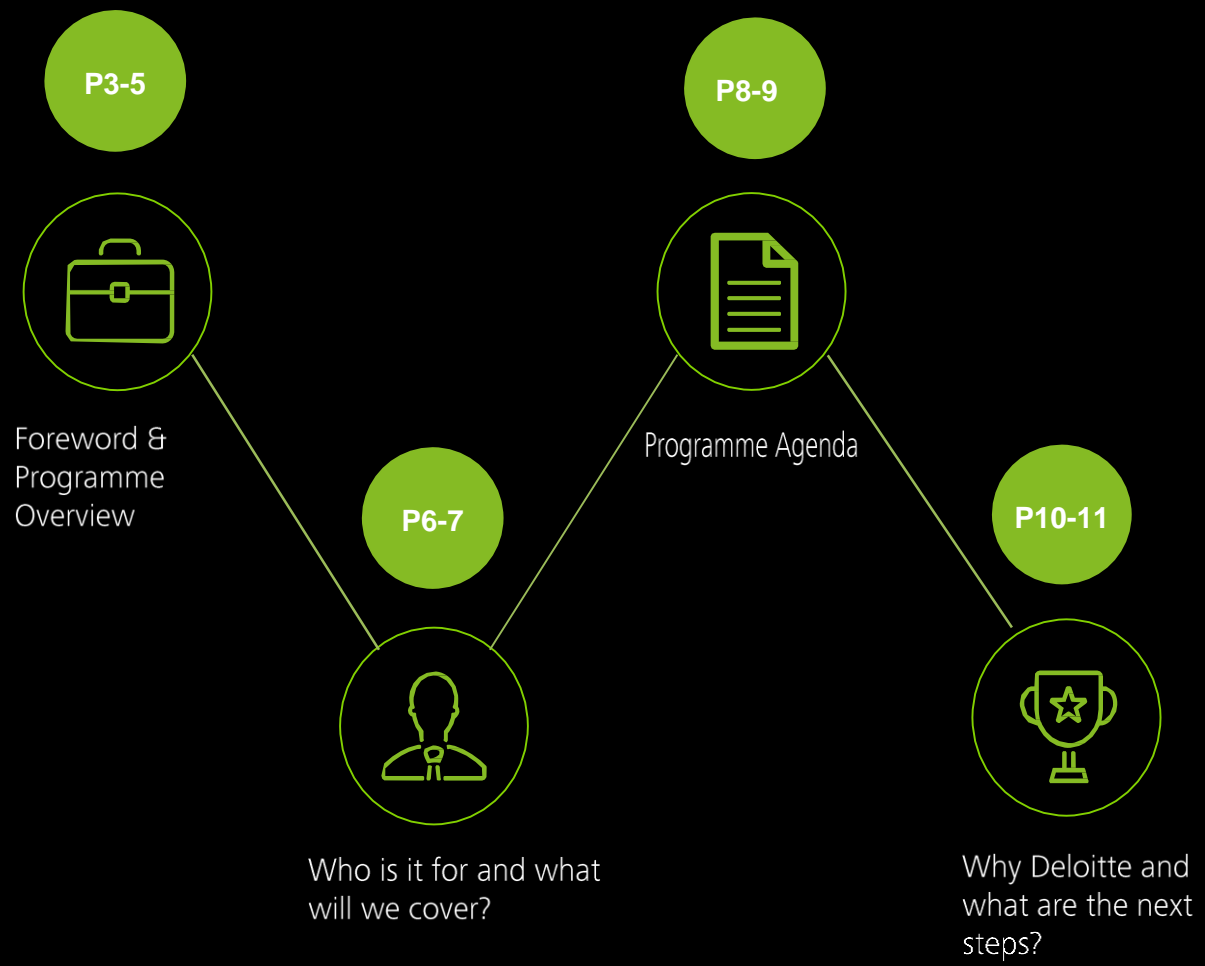 P3-5
Foreword &
Programme
Overview
P6-7
Who is it for and what
will we cover?
P8-9
Programme Agenda
P10-11
Why Deloitte and
what are the next
steps?